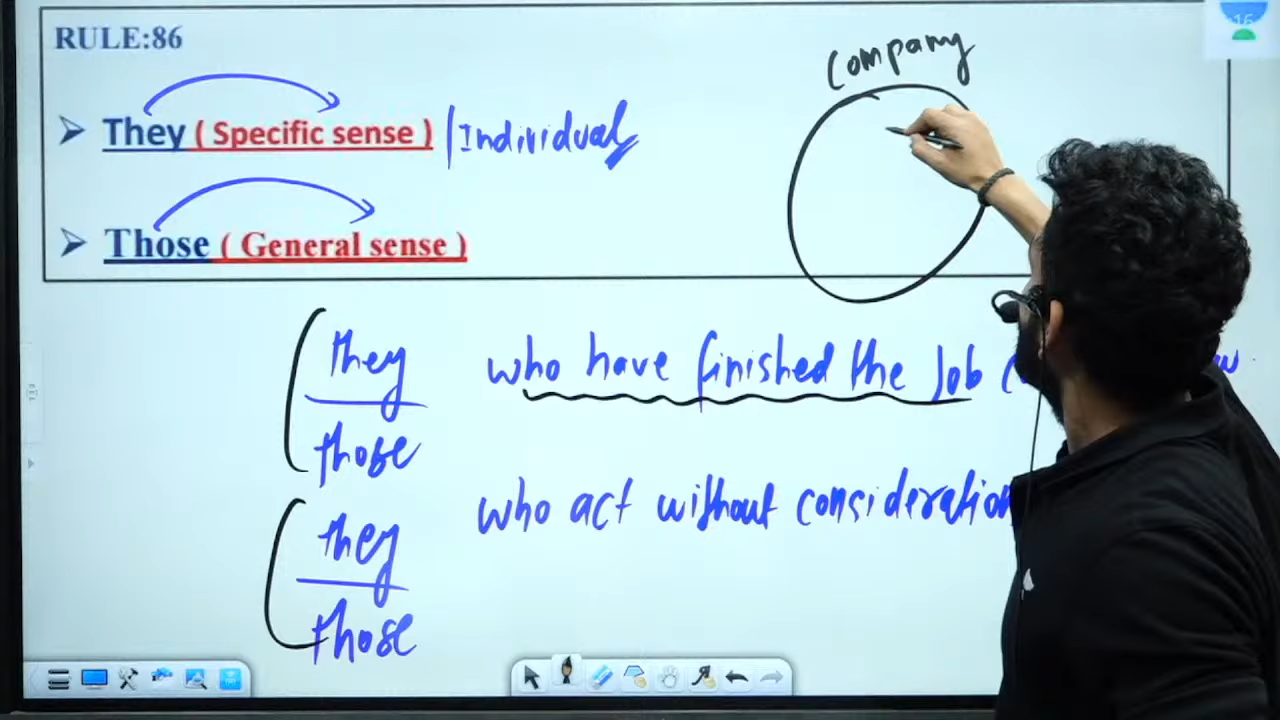 RULE:86
16
Company
➤ They ( Specific sense ) | Individual
➤ Those ( General sense )
they
who have finished the Job
those
they
who act without consideration
those